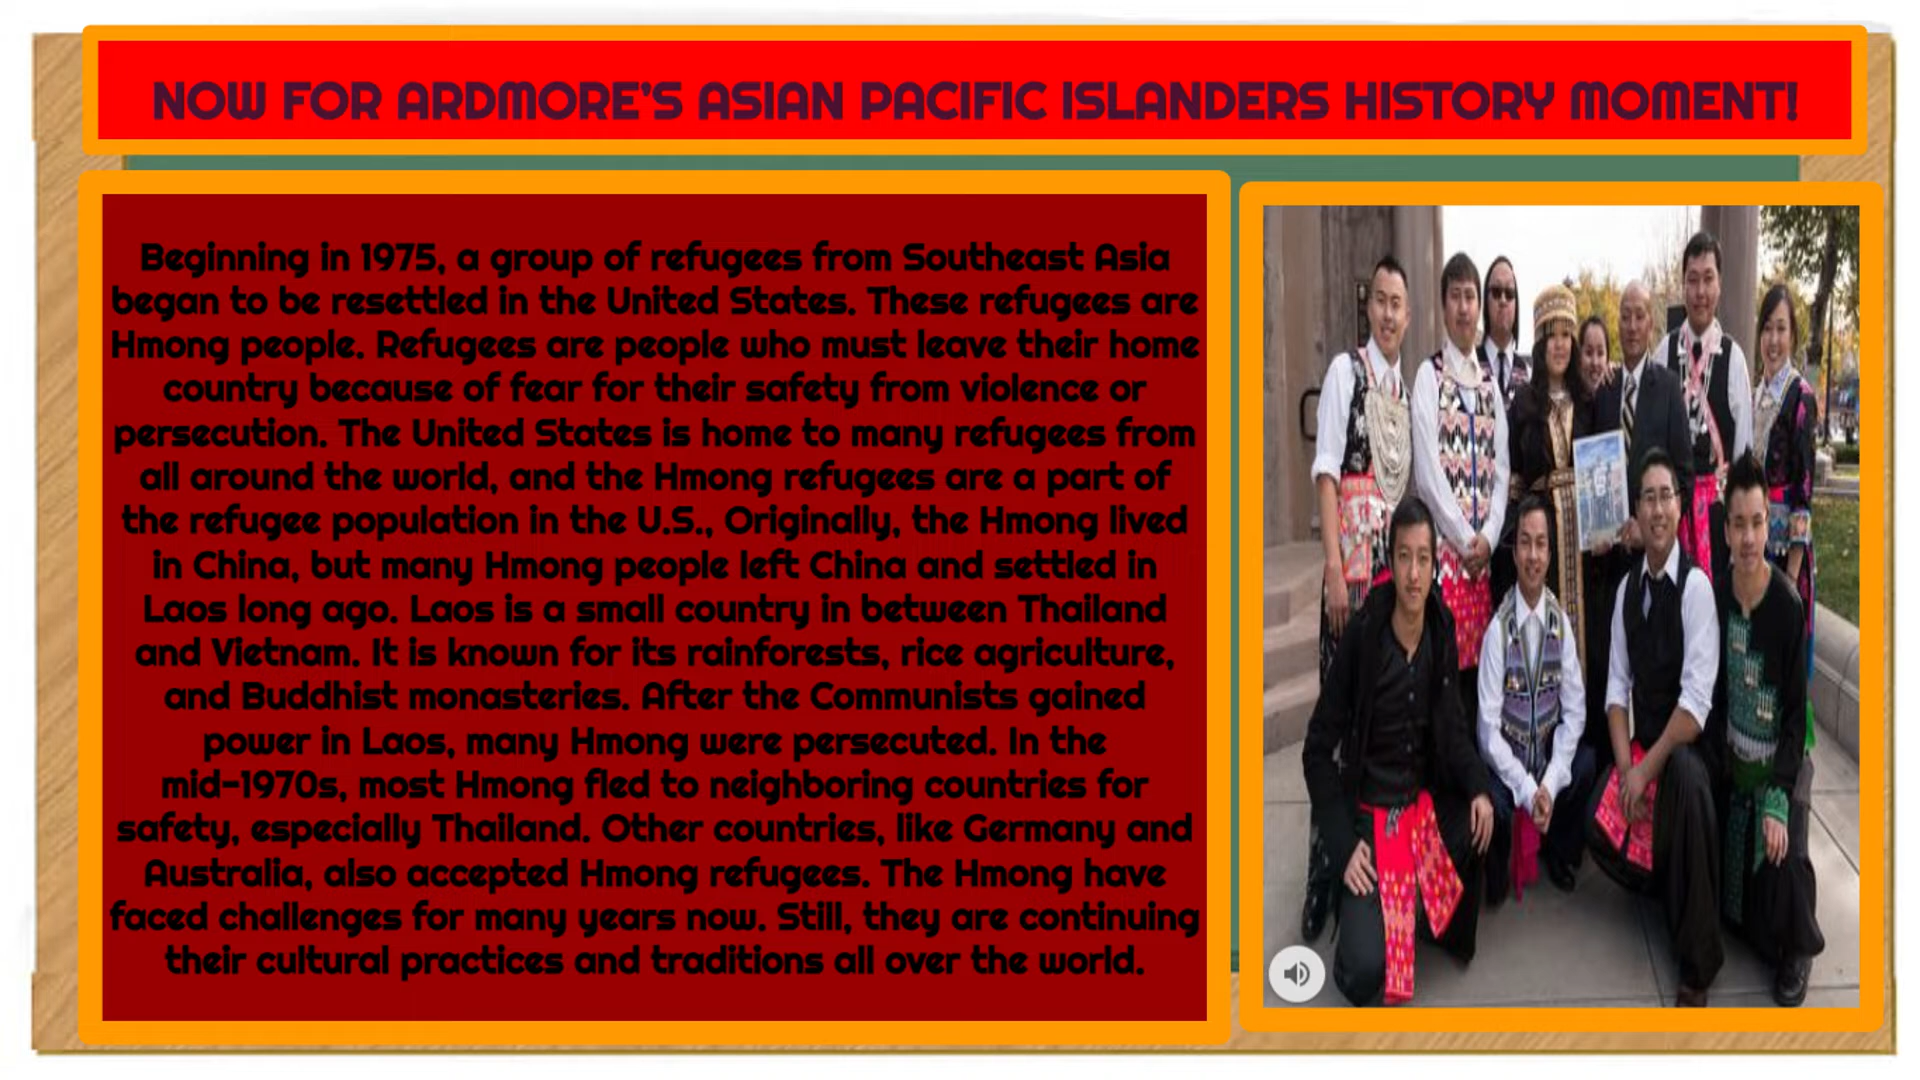 NOW FOR ARDMORE'S ASIAN PACIFIC ISLANDERS HISTORY MOMENT!
Beginning in 1975, a group of refugees from Southeast Asia
began to be resettled in the United States. These refugees are
Hmong people. Refugees are people who must leave their home
country because of fear for their safety from violence or
persecution. The United States is home to many refugees from
all around the world, and the Hmong refugees are a part of
the refugee population in the U.S., Originally, the Hmong lived
in China, but many Hmong people left China and settled in
Laos long ago. Laos is a small country in between Thailand
and Vietnam. It is known for its rainforests, rice agriculture,
and Buddhist monasteries. After the Communists gained
power in Laos, many Hmong were persecuted. In the
mid-1970s, most Hmong fled to neighboring countries for
safety, especially Thailand. Other countries, like Germany and
Australia, also accepted Hmong refugees. The Hmong have
faced challenges for many years now. Still, they are continuing
their cultural practices and traditions all over the world.